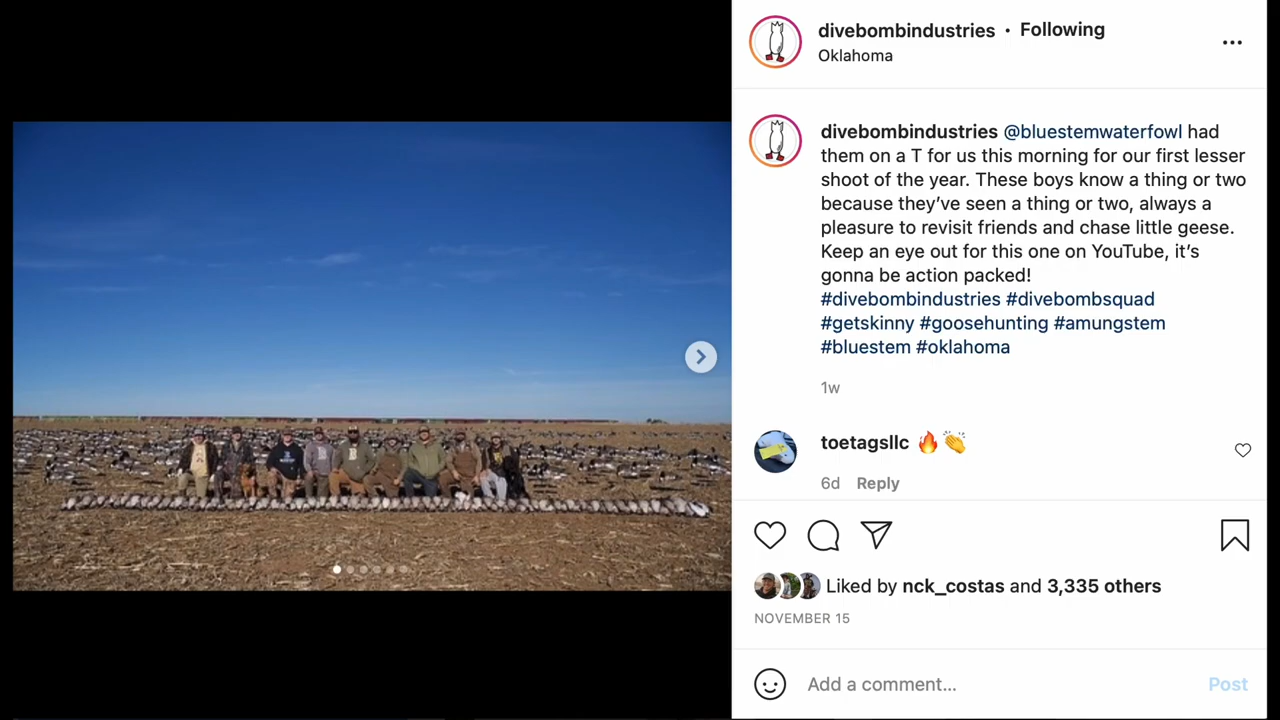 divebombindustries • Following
Oklahoma
divebombindustries @bluestemwaterfowl had
them on a T for us this morning for our first lesser
shoot of the year. These boys know a thing or two
because they’ve seen a thing or two, always a
pleasure to revisit friends and chase little geese.
Keep an eye out for this one on YouTube, it’s
gonna be action packed!
#divebombindustries #divebombsquad
#getskinny #goosehunting #amungstem
#bluestem #oklahoma
1w
toetagsllc 🔥👏
6d Reply
Liked by nck_costas and 3,335 others
NOVEMBER 15
Add a comment...
Post